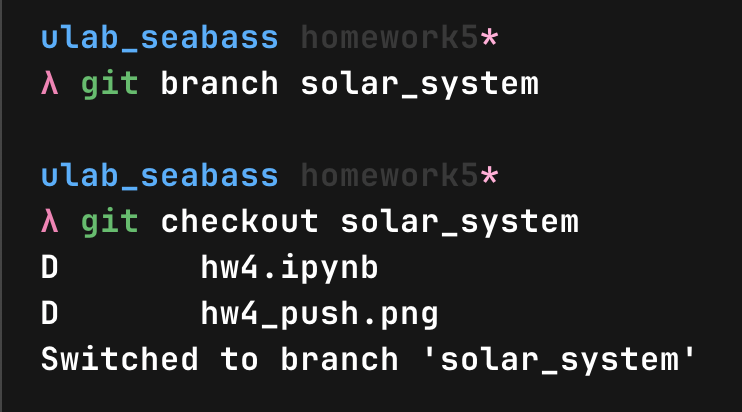 ulab_seabass homework5*
λ git branch solar_system
ulab_seabass homework5*
λ git checkout solar_system
D       hw4.ipynb
D       hw4_push.png
Switched to branch 'solar_system'